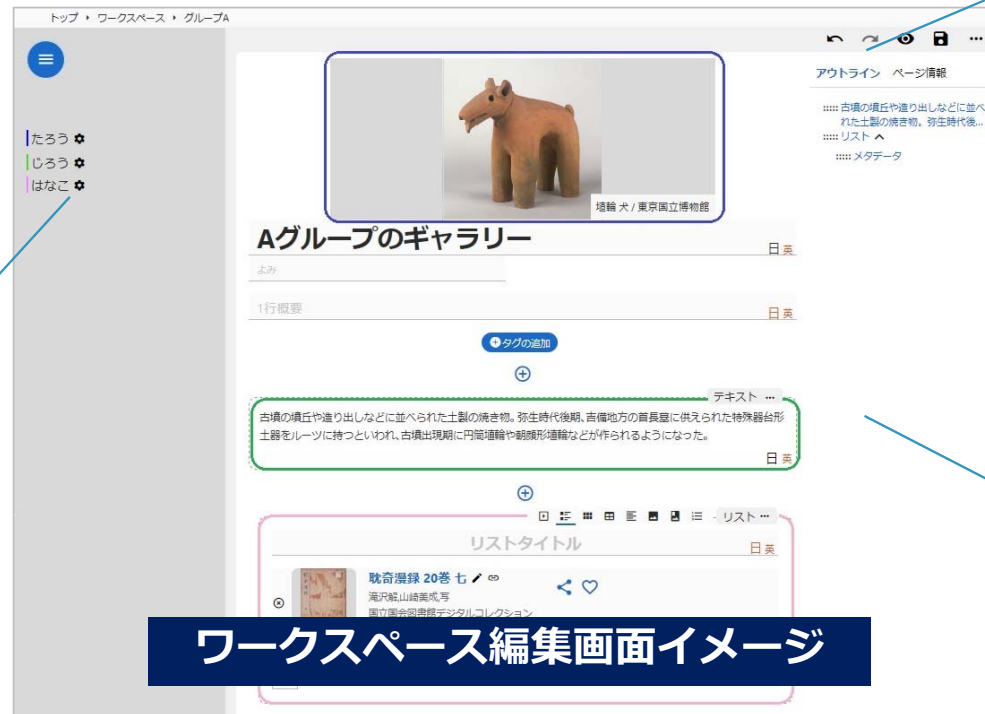 トップ ・ ワークスペース ・ グループA
アウトライン ページ情報
古墳の墳丘や造り出しなどに並べ
られた土製の焼き物。弥生時代後...
リスト
メタデータ
たろう
じろう
はなこ
埴輪 犬 / 東京国立博物館
Aグループのギャラリー
日 英
よみ
1行概要
日 英
タグの追加
テキスト ...
古墳の墳丘や造り出しなどに並べられた土製の焼き物。弥生時代後期、吉備地方の首長墓に供えられた特殊器台形
土器をルーツに持つといわれ、古墳出現期に円筒埴輪や朝顔形埴輪などが作られるようになった。
日 英
リスト ...
リストタイトル
日 英
耽奇漫録 20巻 七
滝沢解,山崎美成,写
国立国会図書館デジタルコレクション
ワークスペース編集画面イメージ